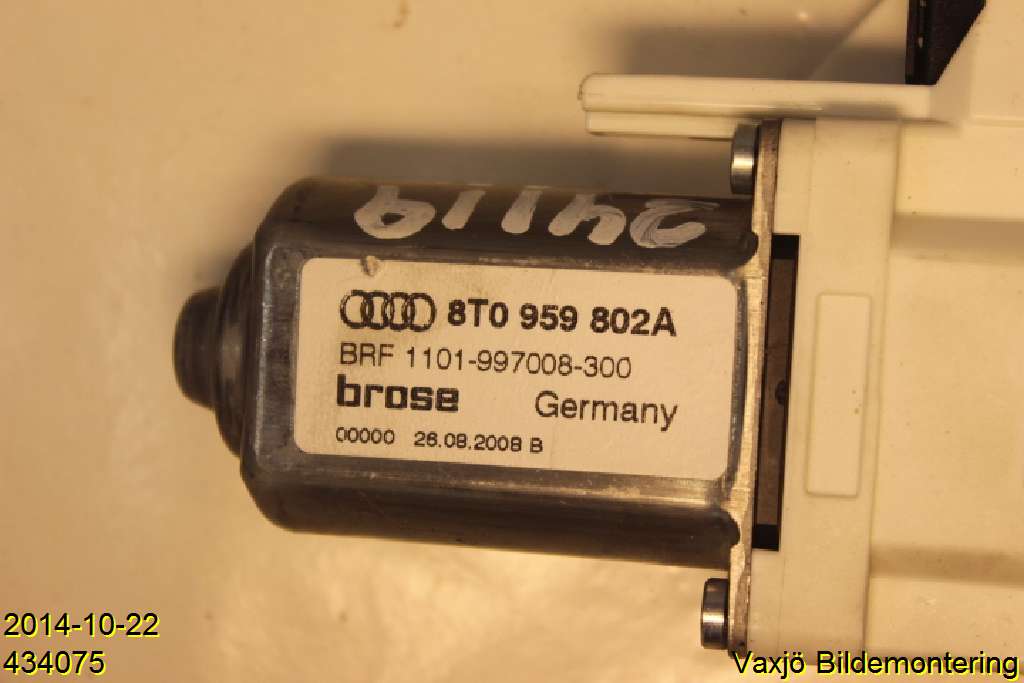 24119
8T0 959 802A
BRF 1101-997008-300
brose Germany
00000 26.08.2008 B
2014-10-22
434075
Vaxjö Bildemontering